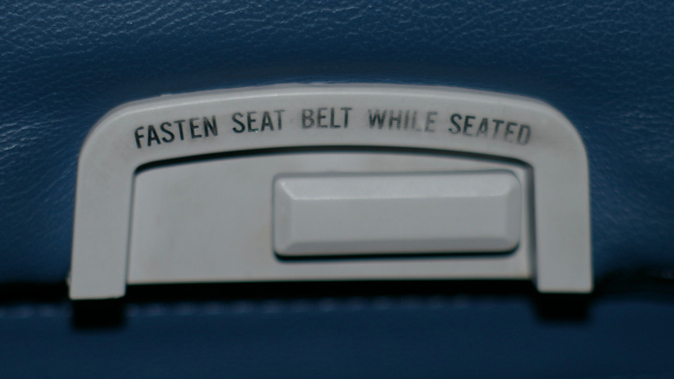 FASTEN SEAT BELT WHILE SEATED